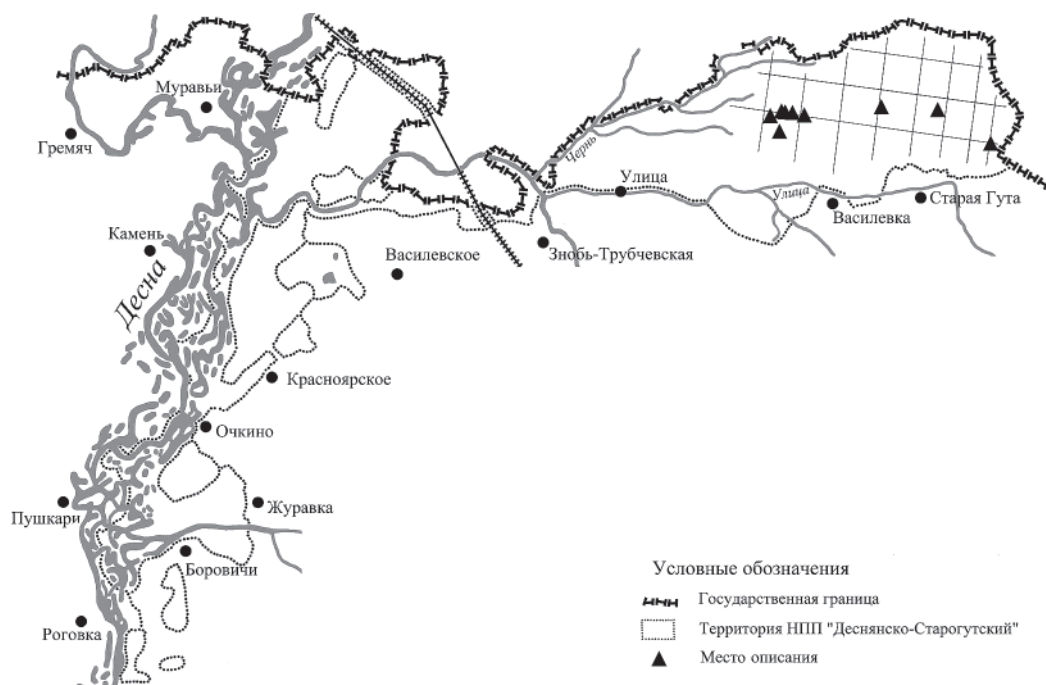 Муравьи
Гремяч
Чернь
Улица
Улица
Василевка
Старая Гута
Камень
Десна
Василевское
Знобь-Трубчевская
Красноярское
Очкино
Пушкари
Журавка
Боровичи
Роговка
Условные обозначения
Государственная граница
Территория НПП "Деснянско-Старогутский"
Место описания